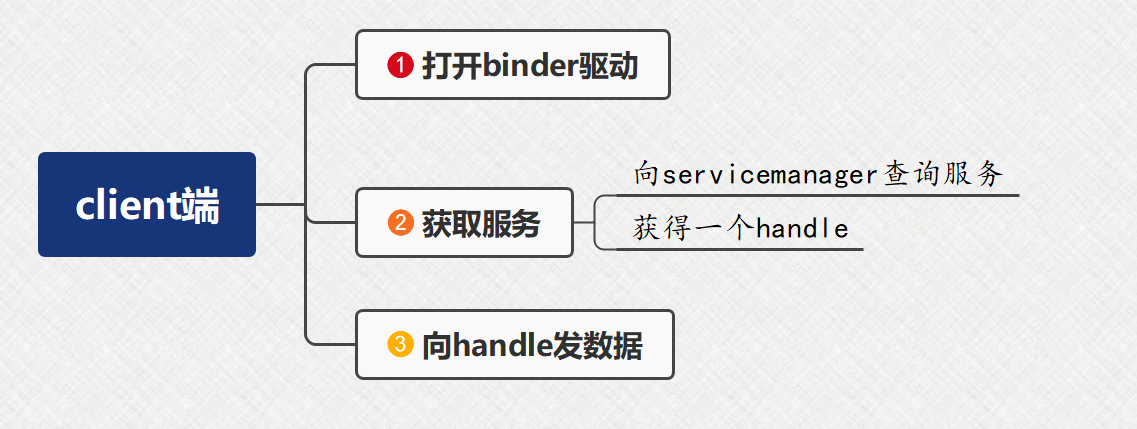 client端
1 打开binder驱动
2 获取服务
向servicemanager查询服务
获得一个handle
3 向handle发数据